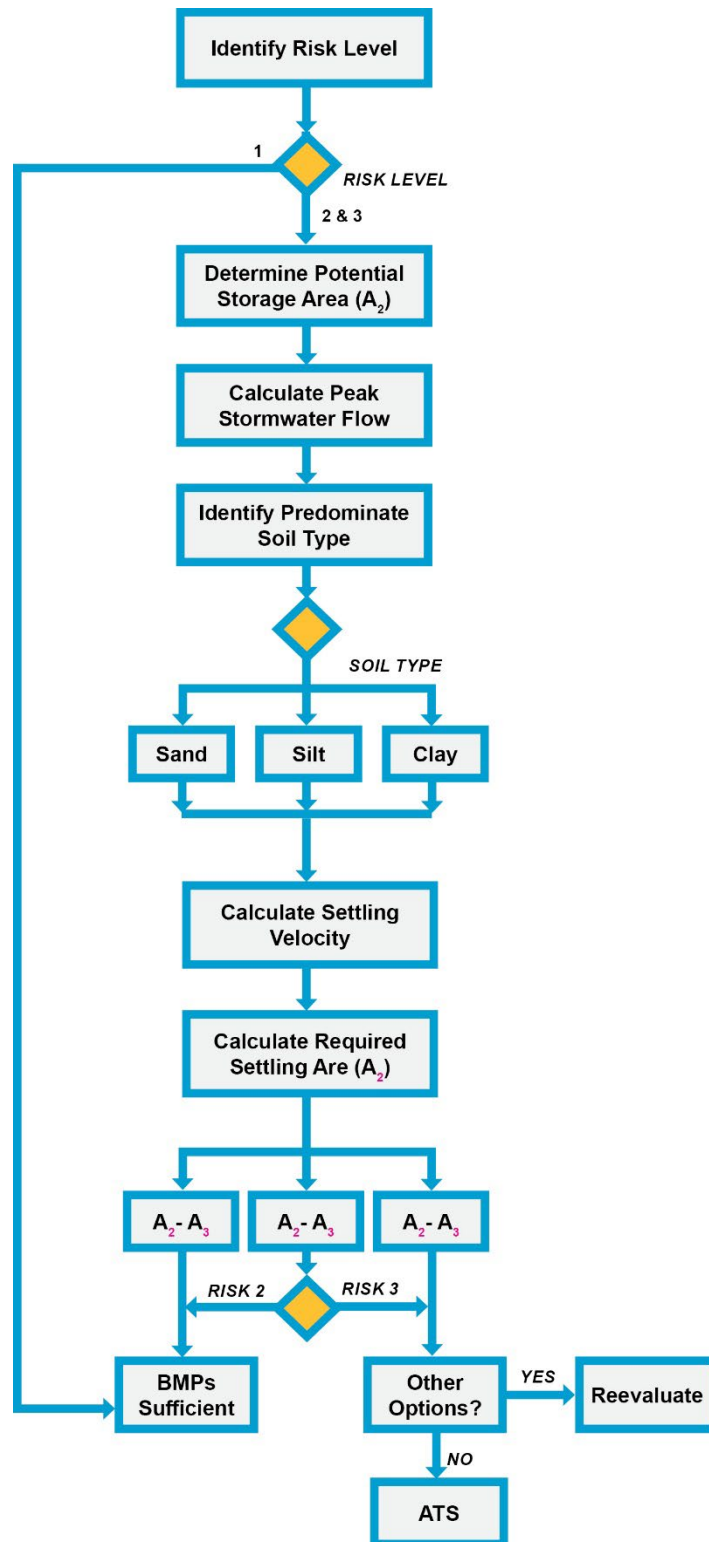 Identify Risk Level
1
RISK LEVEL
2 & 3
Determine Potential
Storage Area (A₂)
Calculate Peak
Stormwater Flow
Identify Predominate
Soil Type
SOIL TYPE
Sand
Silt
Clay
Calculate Settling
Velocity
Calculate Required
Settling Are (A₂)
A₂- A₃
A₂- A₃
A₂- A₃
RISK 2
RISK 3
BMPs
Sufficient
Other
Options?
YES
Reevaluate
NO
ATS